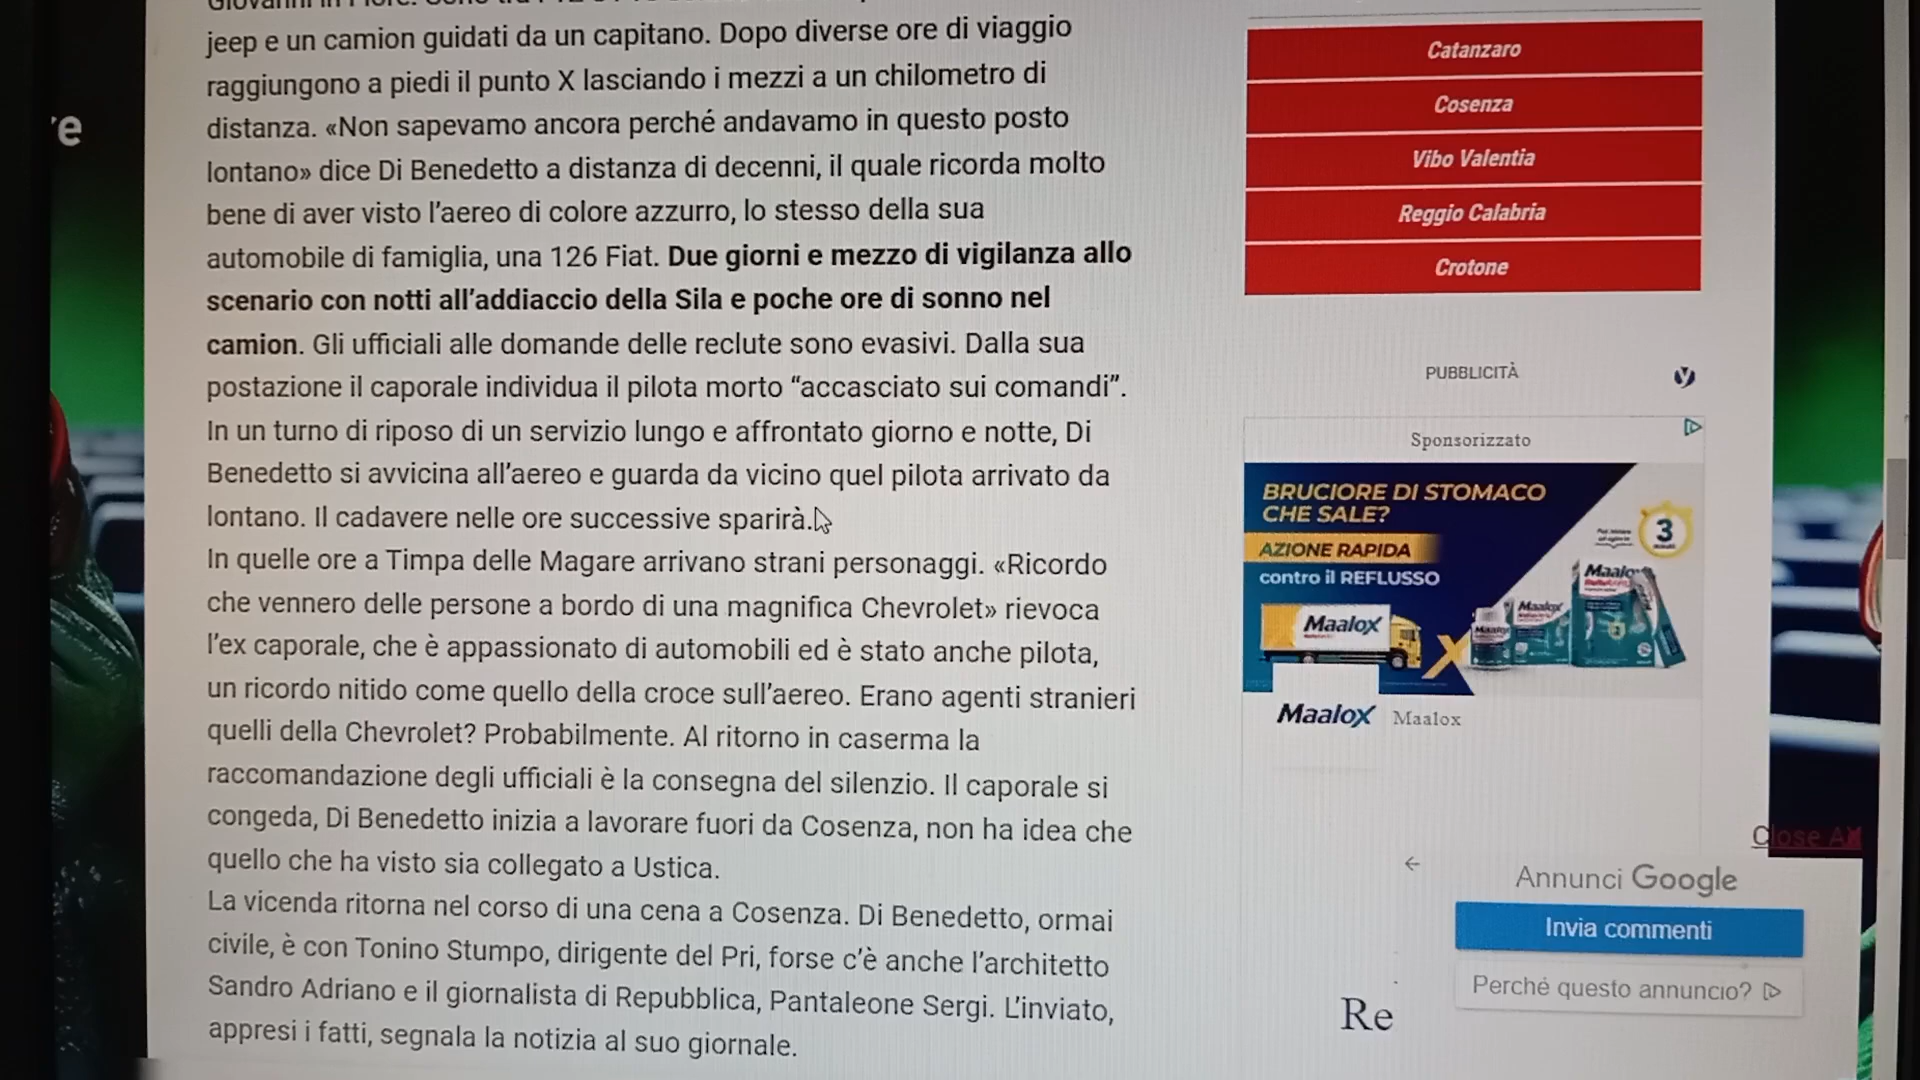 jeep e un camion guidati da un capitano. Dopo diverse ore di viaggio
raggiungono a piedi il punto X lasciando i mezzi a un chilometro di
distanza. «Non sapevamo ancora perché andavamo in questo posto
lontano» dice Di Benedetto a distanza di decenni, il quale ricorda molto
bene di aver visto l'aereo di colore azzurro, lo stesso della sua
automobile di famiglia, una 126 Fiat. Due giorni e mezzo di vigilanza allo
scenario con notti all'addiaccio della Sila e poche ore di sonno nel
camion. Gli ufficiali alle domande delle reclute sono evasivi. Dalla sua
postazione il caporale individua il pilota morto “accasciato sui comandi”.
In un turno di riposo di un servizio lungo e affrontato giorno e notte, Di
Benedetto si avvicina all'aereo e guarda da vicino quel pilota arrivato da
lontano. Il cadavere nelle ore successive sparirà.
In quelle ore a Timpa delle Magare arrivano strani personaggi. «Ricordo
che vennero delle persone a bordo di una magnifica Chevrolet» rievoca
l'ex caporale, che è appassionato di automobili ed è stato anche pilota,
un ricordo nitido come quello della croce sull'aereo. Erano agenti stranieri
quelli della Chevrolet? Probabilmente. Al ritorno in caserma la
raccomandazione degli ufficiali è la consegna del silenzio. Il caporale si
congeda, Di Benedetto inizia a lavorare fuori da Cosenza, non ha idea che
quello che ha visto sia collegato a Ustica.
La vicenda ritorna nel corso di una cena a Cosenza. Di Benedetto, ormai
civile, è con Tonino Stumpo, dirigente del Pri, forse c'è anche l'architetto
Sandro Adriano e il giornalista di Repubblica, Pantaleone Sergi. L'inviato,
appresi i fatti, segnala la notizia al suo giornale.
Catanzaro
Cosenza
Vibo Valentia
Reggio Calabria
Crotone
PUBBLICITÀ
Sponsorizzato
BRUCIORE DI STOMACO
CHE SALE?
AZIONE RAPIDA
contro il REFLUSSO
3
Maalox
Maalox
Maalox
Maalox
Maalox Maalox
Close
Annunci Google
Invia commenti
Perché questo annuncio?
Re
re